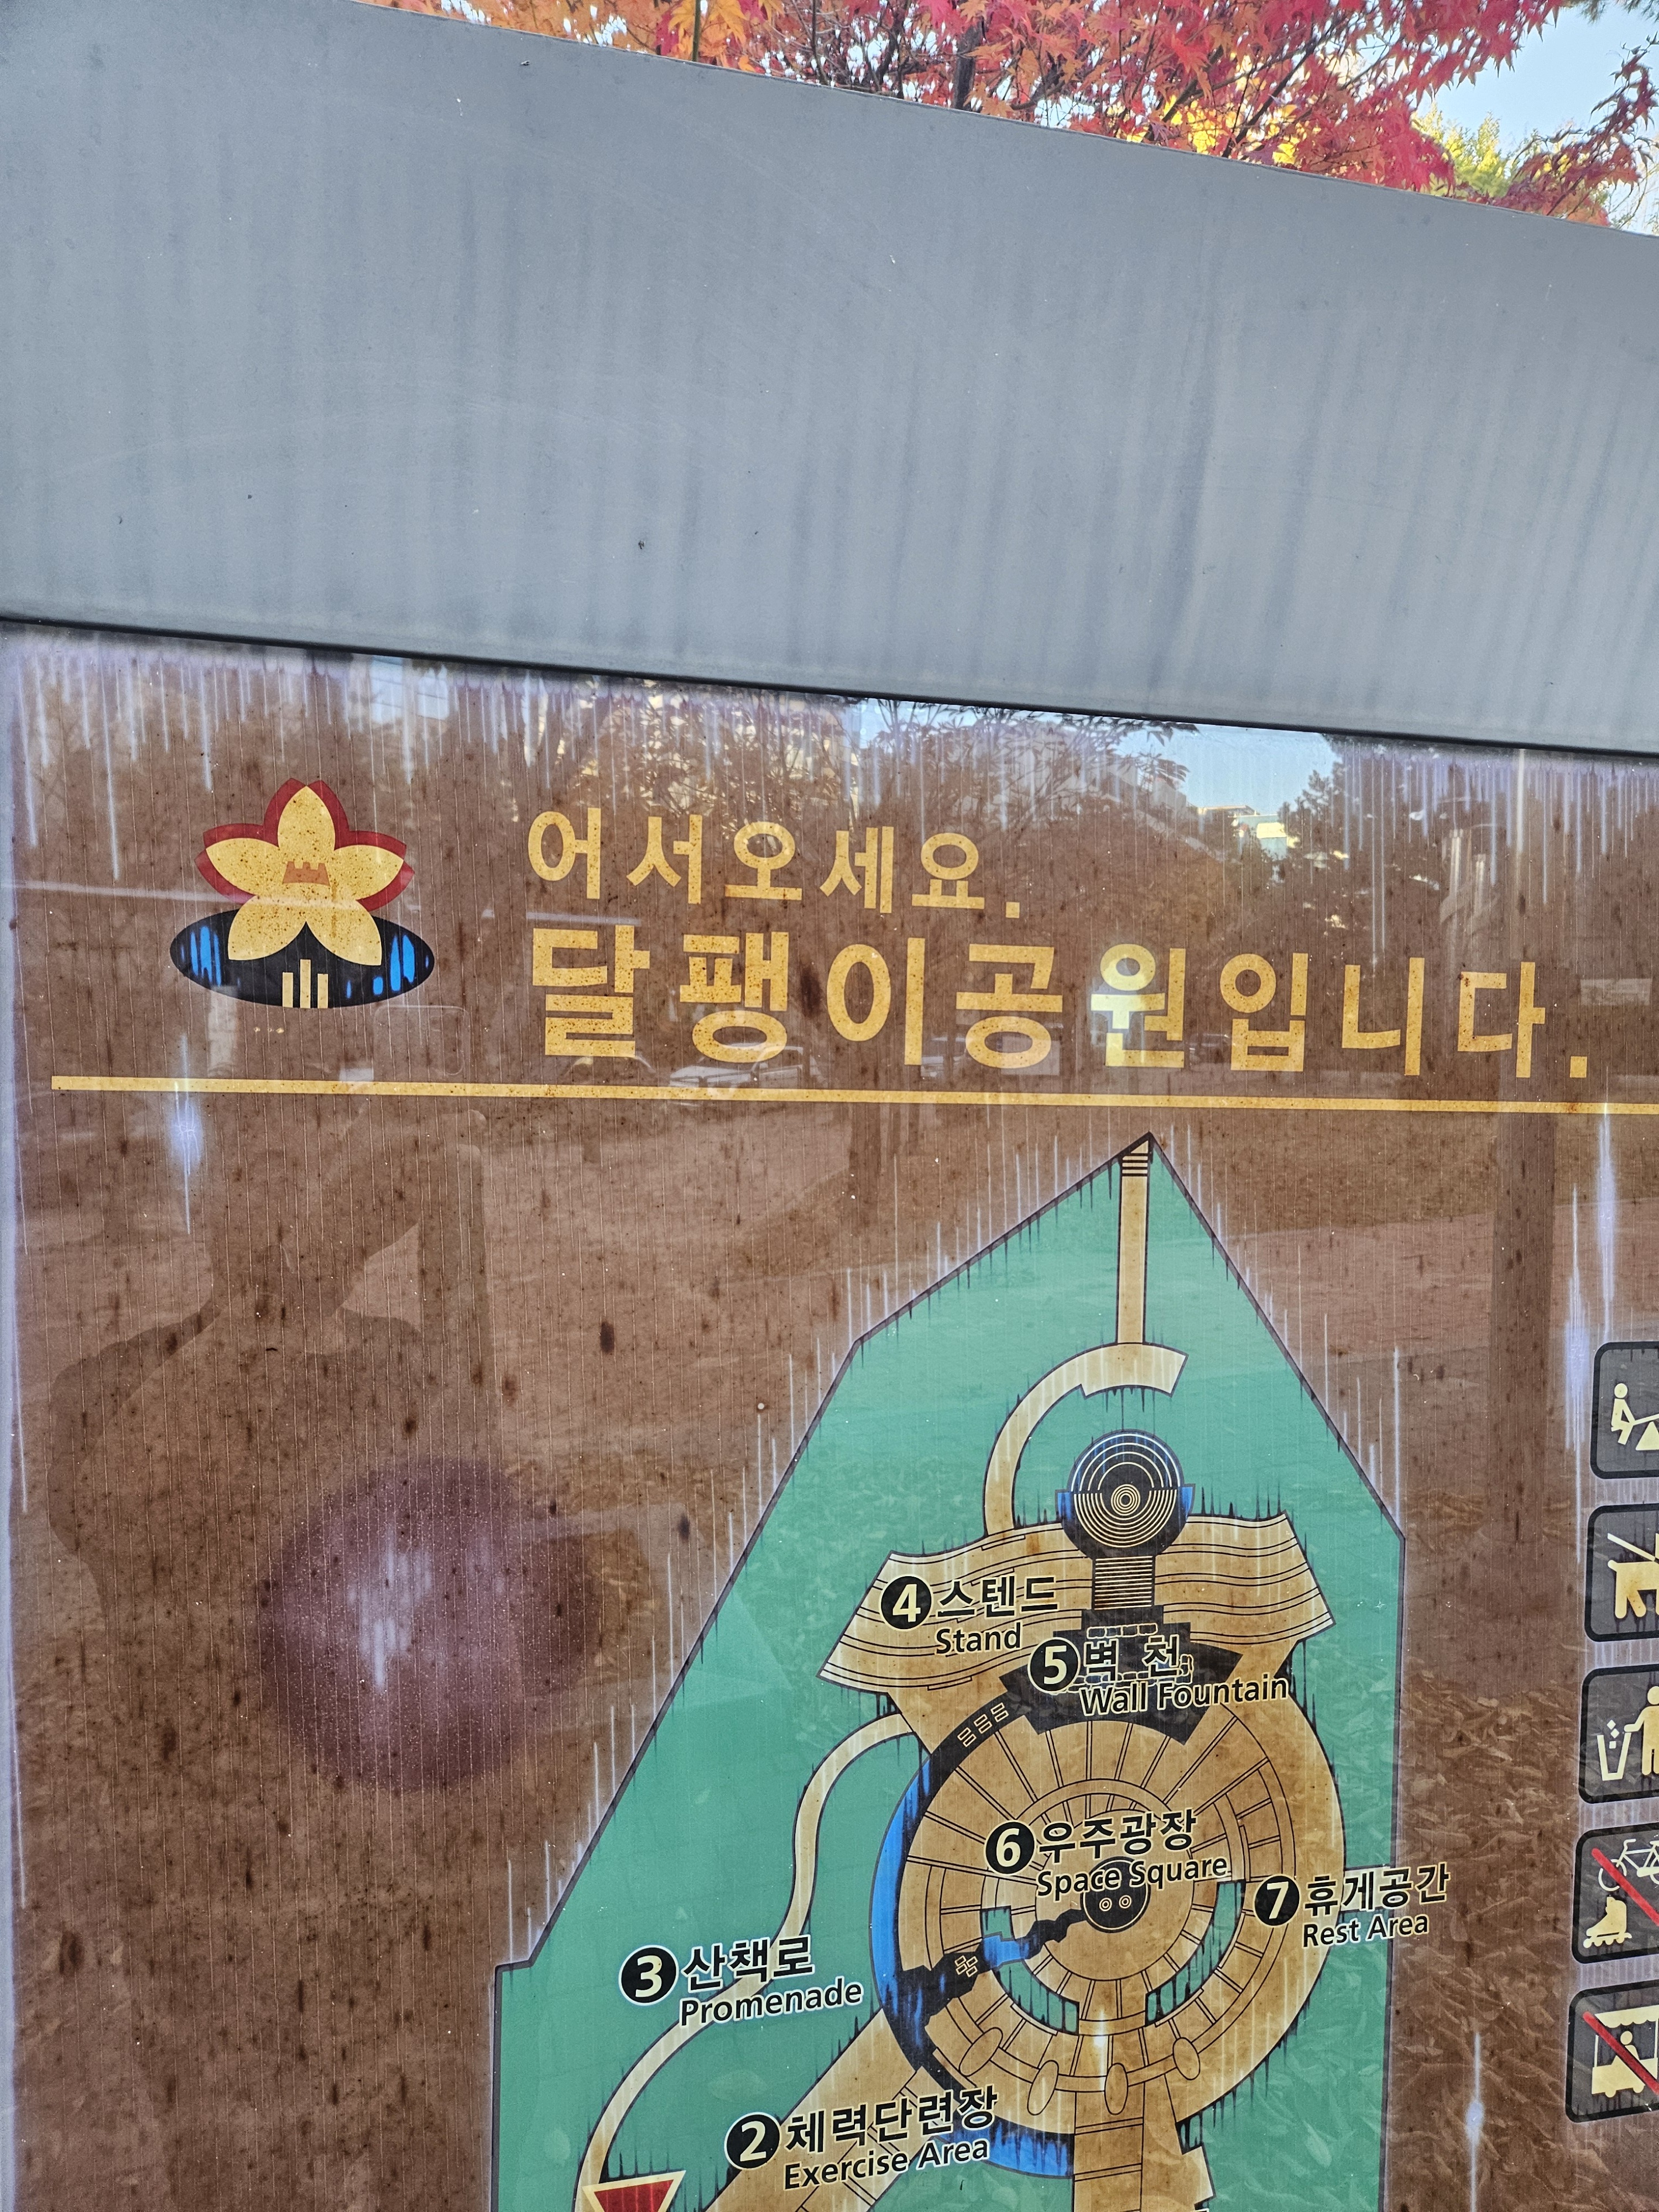 어서오세요.
달팽이공원입니다.
4 스텐드
Stand
5 벽 천
Wall Fountain
6 우주광장
Space Square
7 휴게공간
Rest Area
3 산책로
Promenade
2 체력단련장
Exercise Area